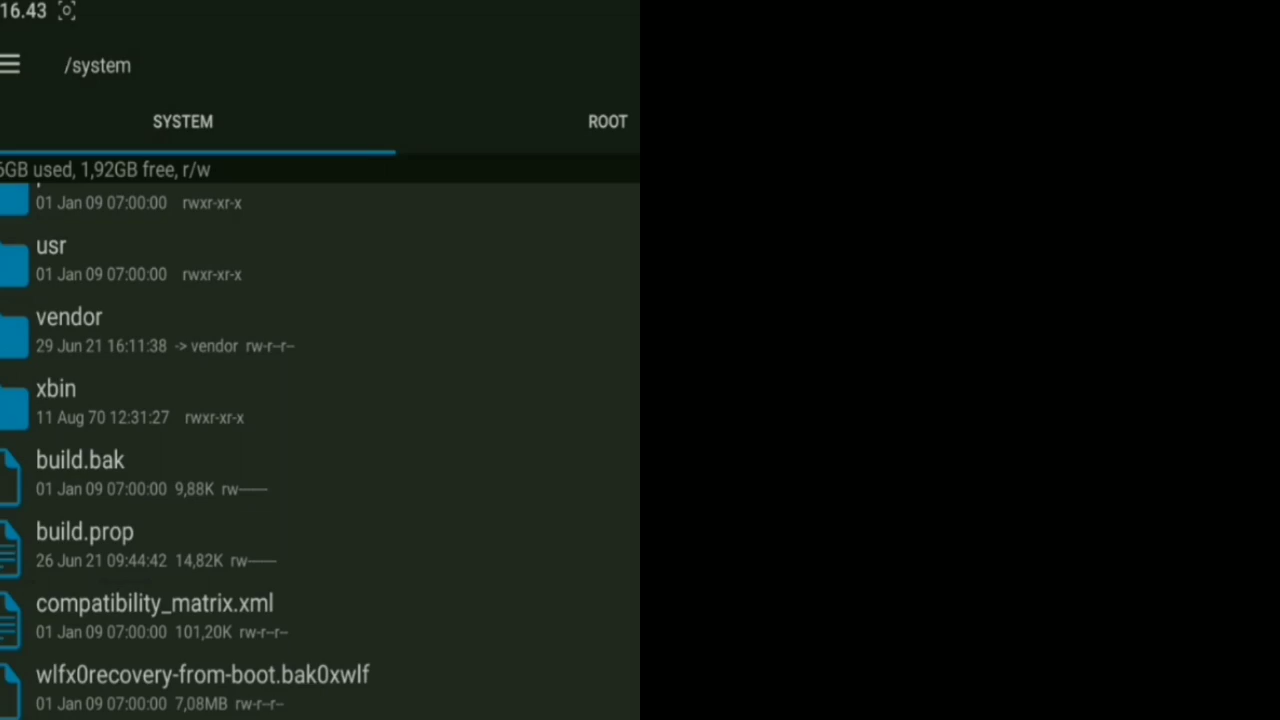 16.43
/system
SYSTEM
ROOT
6GB used, 1,92GB free, r/w
01 Jan 09 07:00:00 rwxr-xr-x
usr
01 Jan 09 07:00:00 rwxr-xr-x
vendor
29 Jun 21 16:11:38 -> vendor rw-r--r--
xbin
11 Aug 70 12:31:27 rwxr-xr-x
build.bak
01 Jan 09 07:00:00 9,88K rw-------
build.prop
26 Jun 21 09:44:42 14,82K rw-------
compatibility_matrix.xml
01 Jan 09 07:00:00 101,20K rw-r--r--
wlfx0recovery-from-boot.bak0xwlf
01 Jan 09 07:00:00 7,08MB rw-r--r--